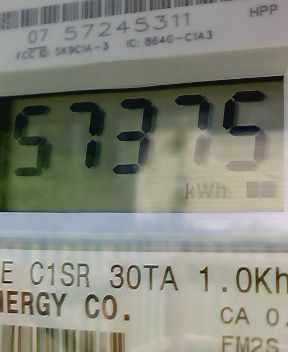 HPP
07 57245311
FCC ID: SK9C1A-3 IC: 864G-C1A3
57375
kWh
E C1SR 30TA 1.0Kh
NERGY CO.
CA 0.
FM2S